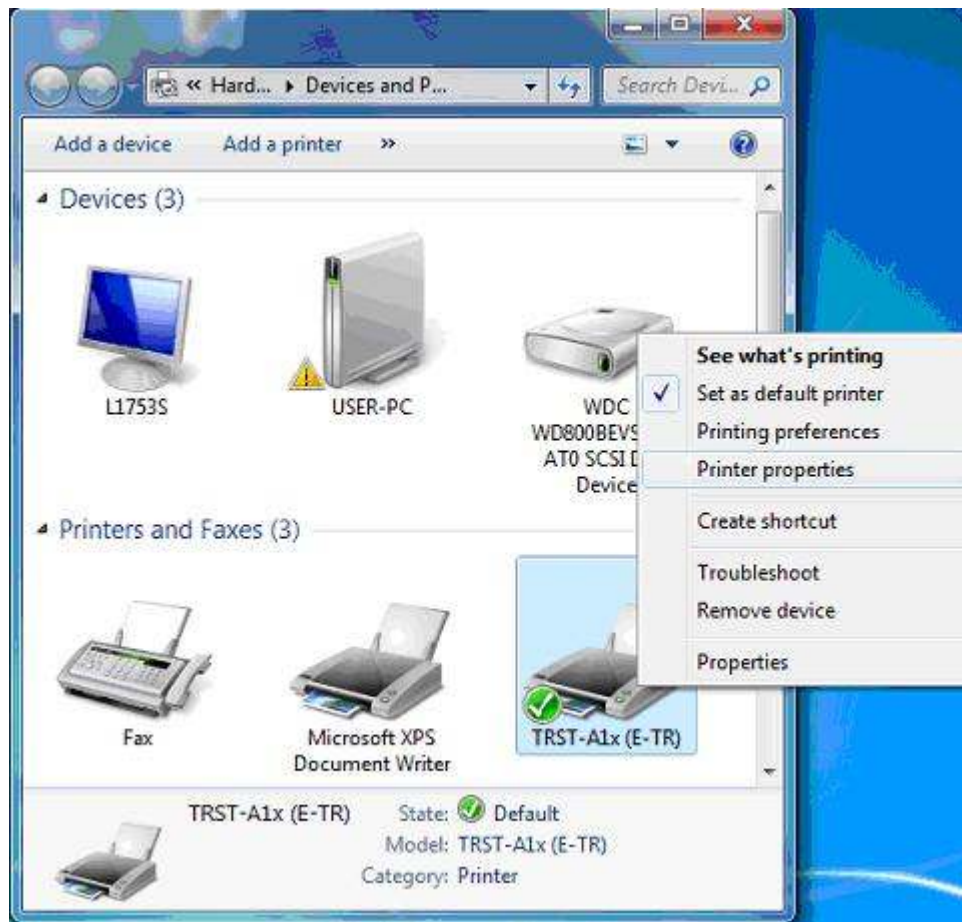 « Hard... ▸ Devices and P...
Search Devi...
Add a device Add a printer »
Devices (3)
L1753S
USER-PC
WDC
WD800BEVS
AT0 SCSI D
Device
See what's printing
Set as default printer
Printing preferences
Printer properties
Create shortcut
Troubleshoot
Remove device
Properties
Printers and Faxes (3)
Fax
Microsoft XPS
Document Writer
TRST-A1x (E-TR)
TRST-A1x (E-TR) State: Default
Model: TRST-A1x (E-TR)
Category: Printer